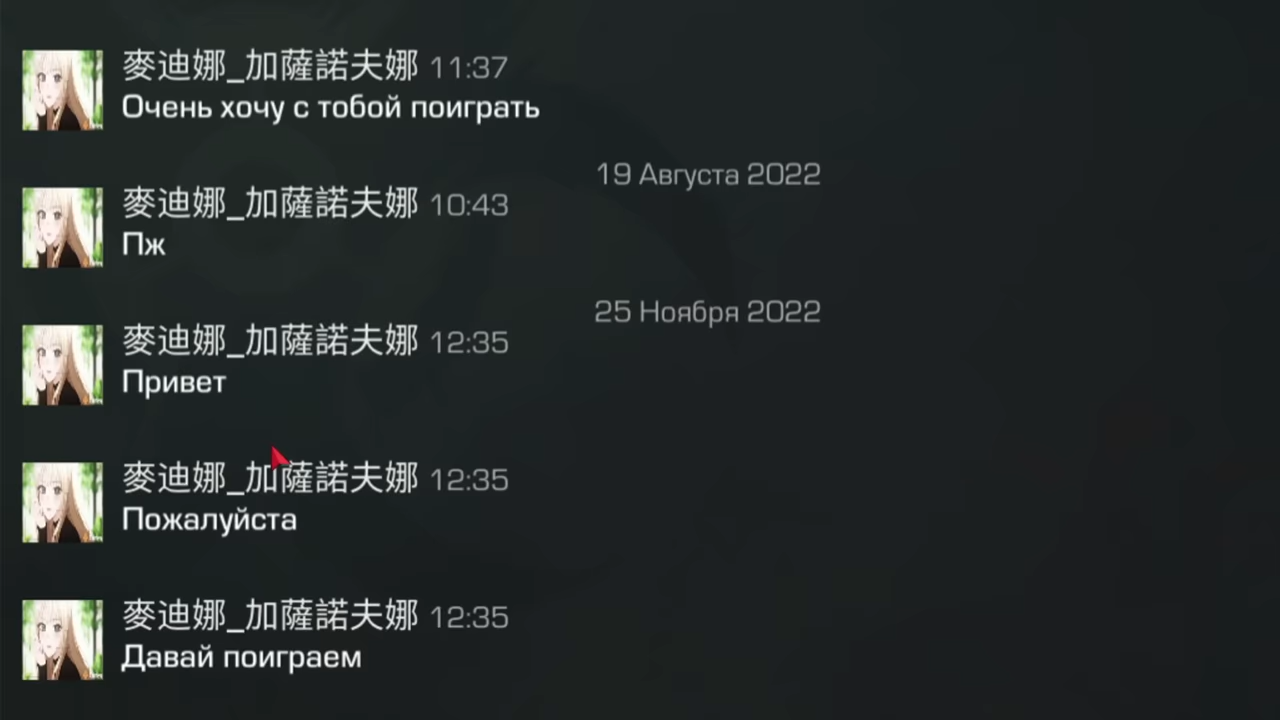 麥迪娜_加薩諾夫娜 11:37
Очень хочу с тобой поиграть
19 Августа 2022
麥迪娜_加薩諾夫娜 10:43
Пж
25 Ноября 2022
麥迪娜_加薩諾夫娜 12:35
Привет
麥迪娜_加薩諾夫娜 12:35
Пожалуйста
麥迪娜_加薩諾夫娜 12:35
Давай поиграем